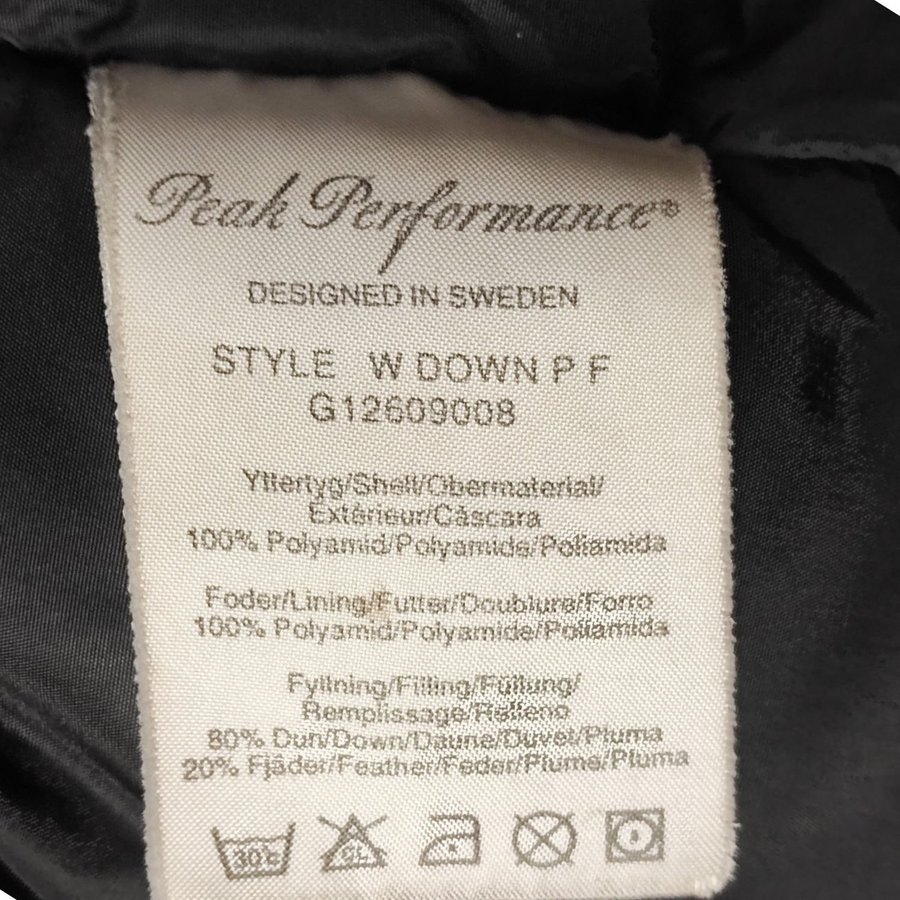 Peak Performance®
DESIGNED IN SWEDEN
STYLE W DOWN P F
G12609008
Yttertyg/Shell/Obermaterial/
Extérieur/Cáscara
100% Polyamid/Polyamide/Poliamida
Foder/Lining/Futter/Doublure/Forro
100% Polyamid/Polyamide/Poliamida
Fyllning/Filling/Füllung/
Remplissage/Relleno
80% Dun/Down/Daune/Duvet/Pluma
20% Fjäder/Feather/Feder/Plume/Pluma
30°c CL